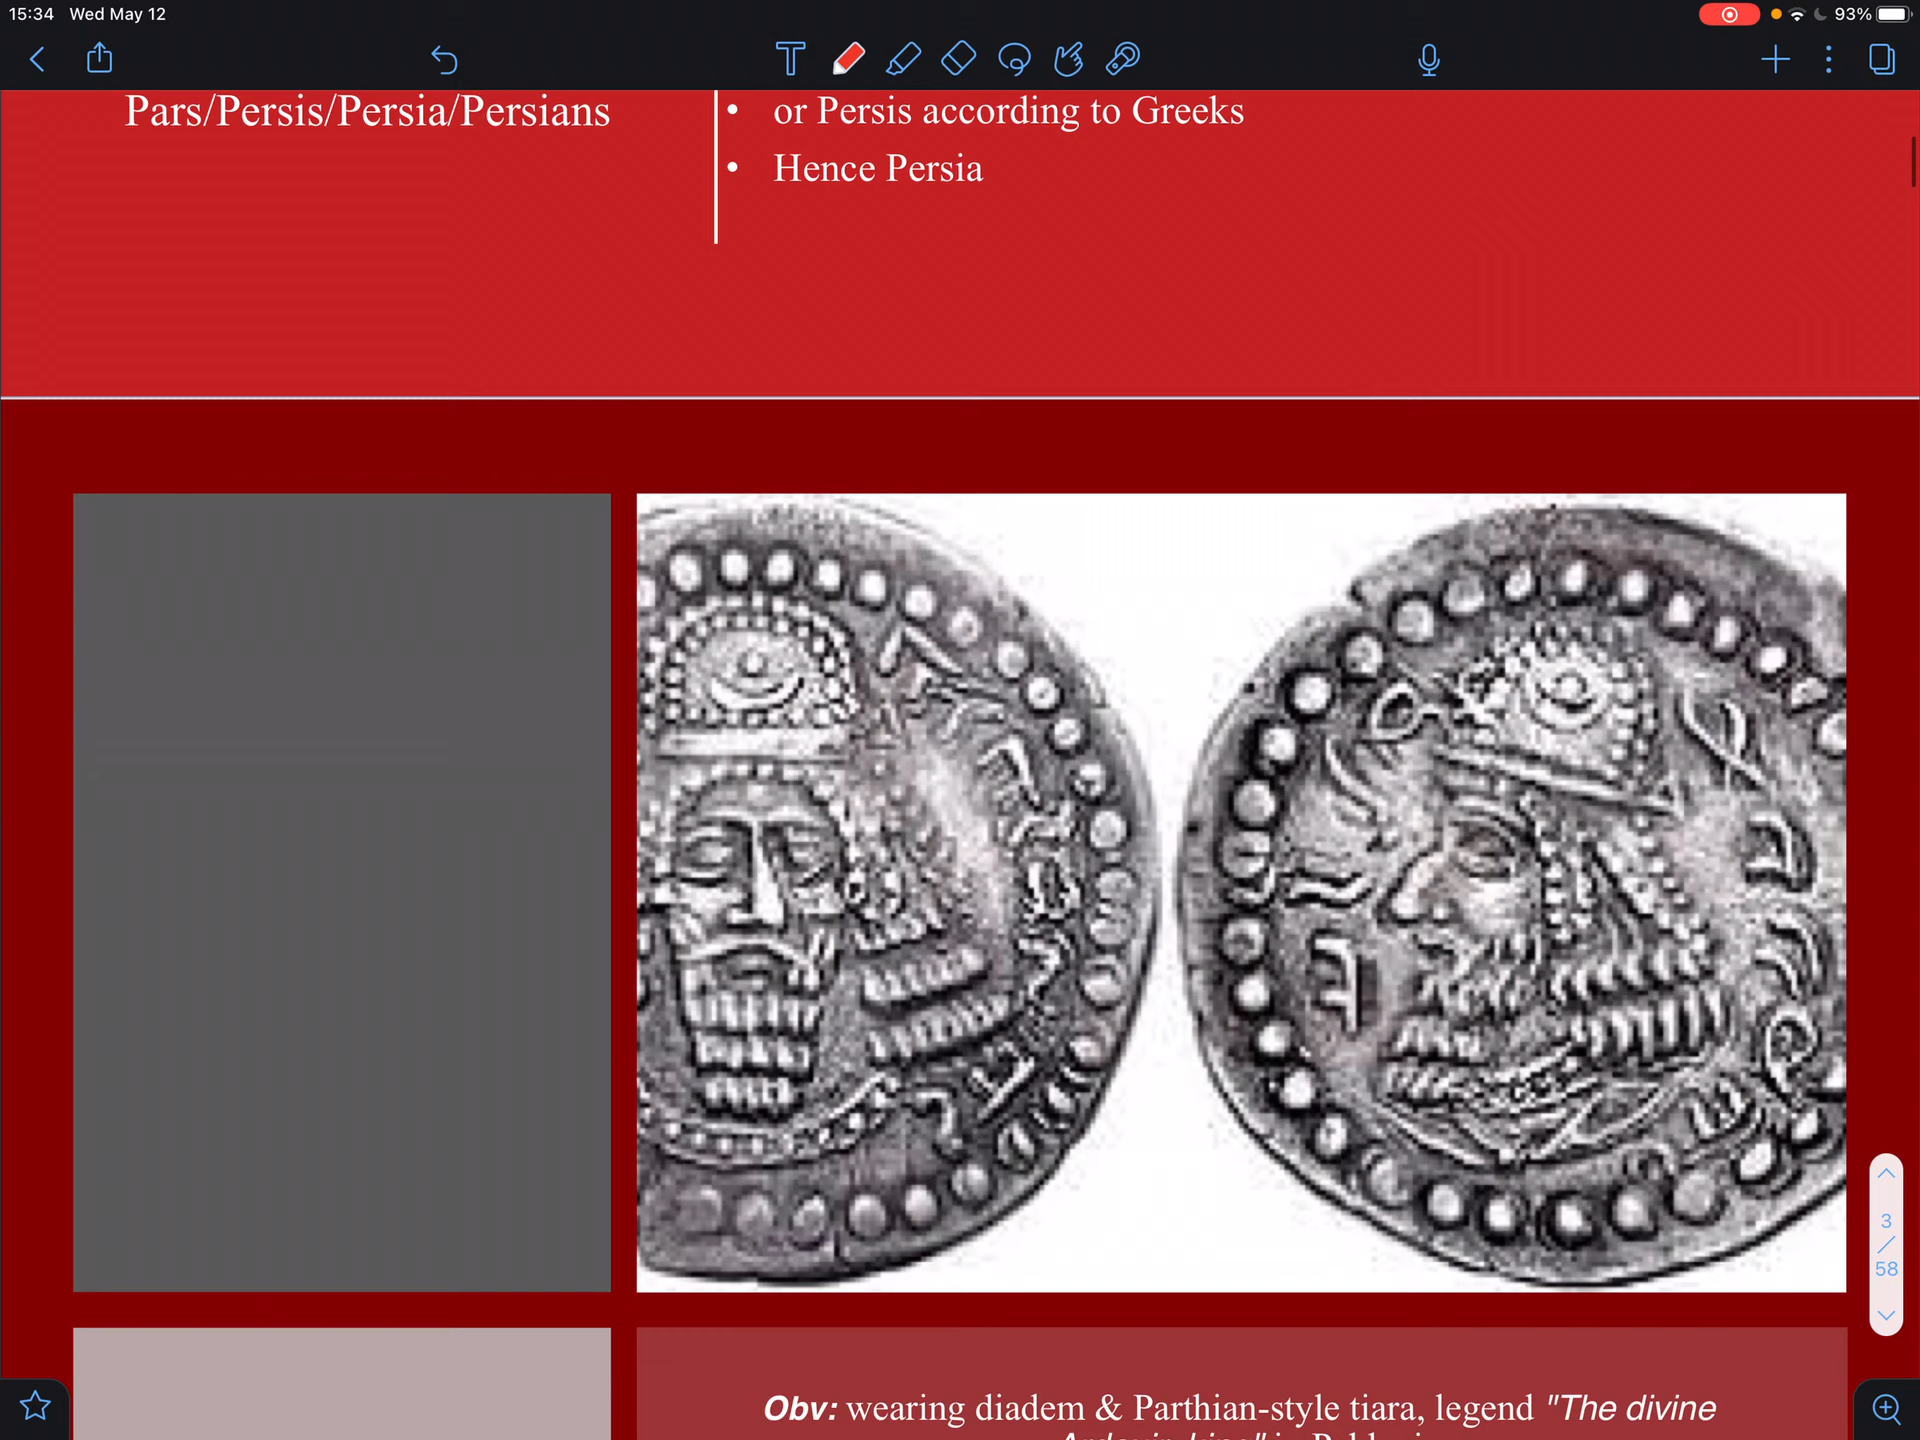 15:34 Wed May 12
93%
Pars/Persis/Persia/Persians
• or Persis according to Greeks
• Hence Persia
3
/
58
Obv: wearing diadem & Parthian-style tiara, legend "The divine